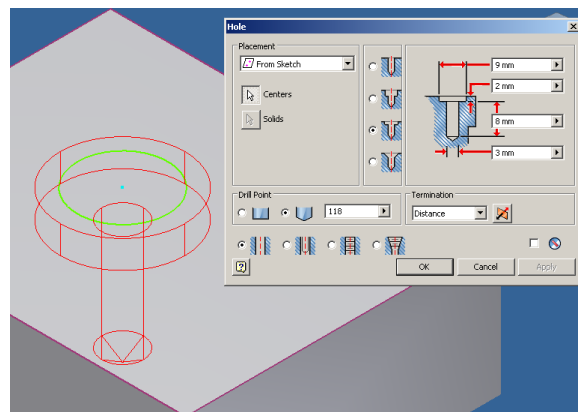 Hole
Placement
From Sketch
Centers
Solids
9 mm
2 mm
8 mm
3 mm
Drill Point
118
Termination
Distance
OK
Cancel
Apply